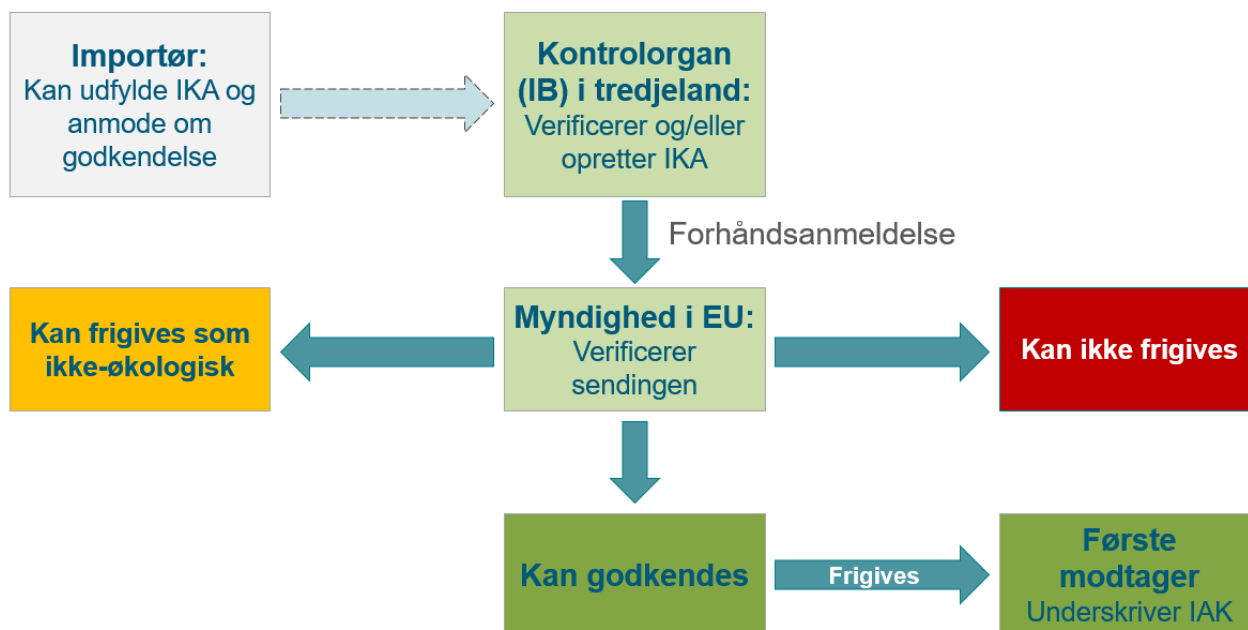 Importør:
Kan udfylde IKA og
anmode om
godkendelse
Kontrolorgan
(IB) i tredjeland:
Verificerer og/eller
opretter IKA
Forhåndsanmeldelse
Kan frigives som
ikke-økologisk
Myndighed i EU:
Verificerer
sendingen
Kan ikke frigives
Kan godkendes
Frigives
Første
modtager
Underskriver IAK